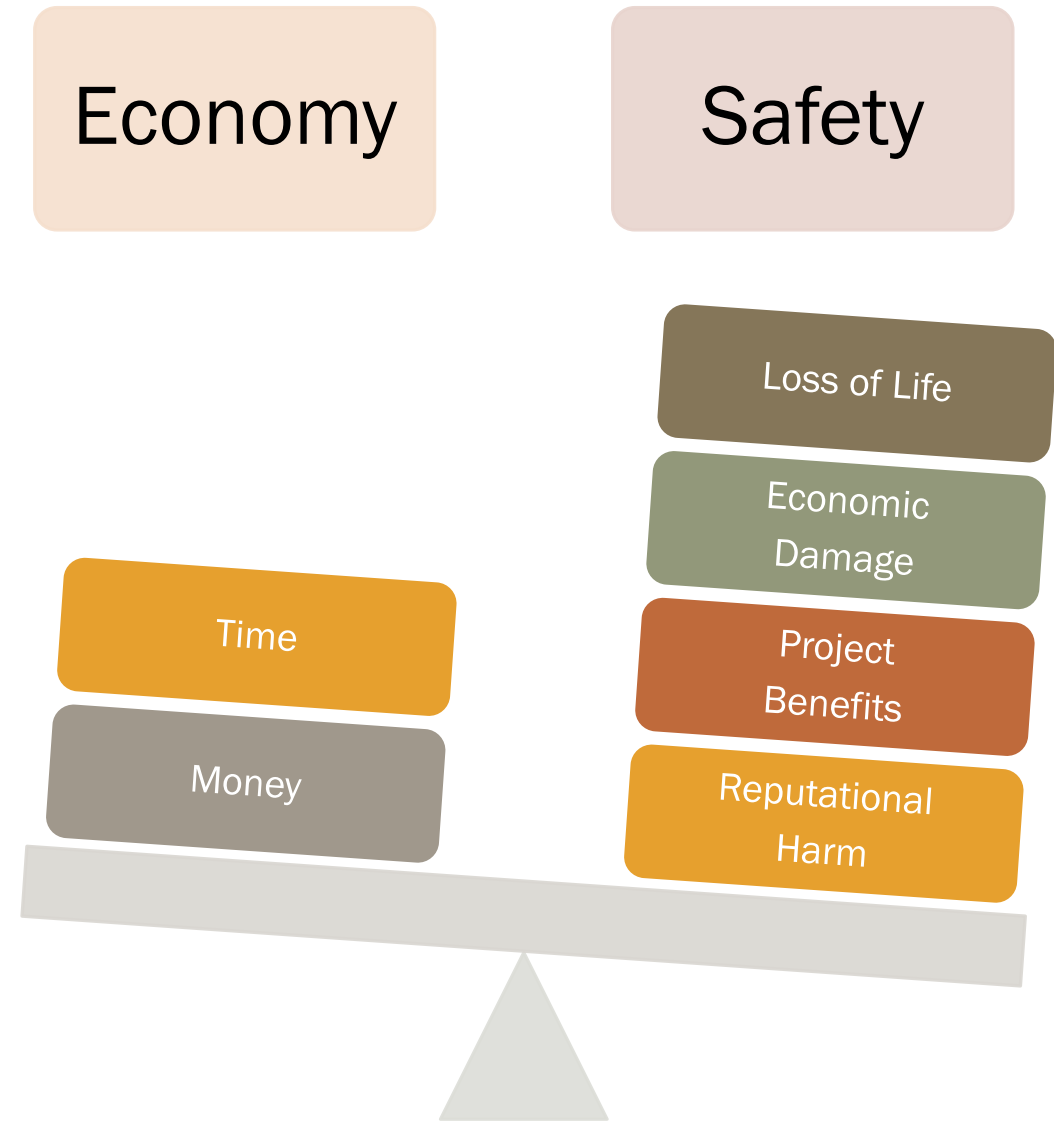 Economy
Safety
Time
Money
Loss of Life
Economic
Damage
Project
Benefits
Reputational
Harm